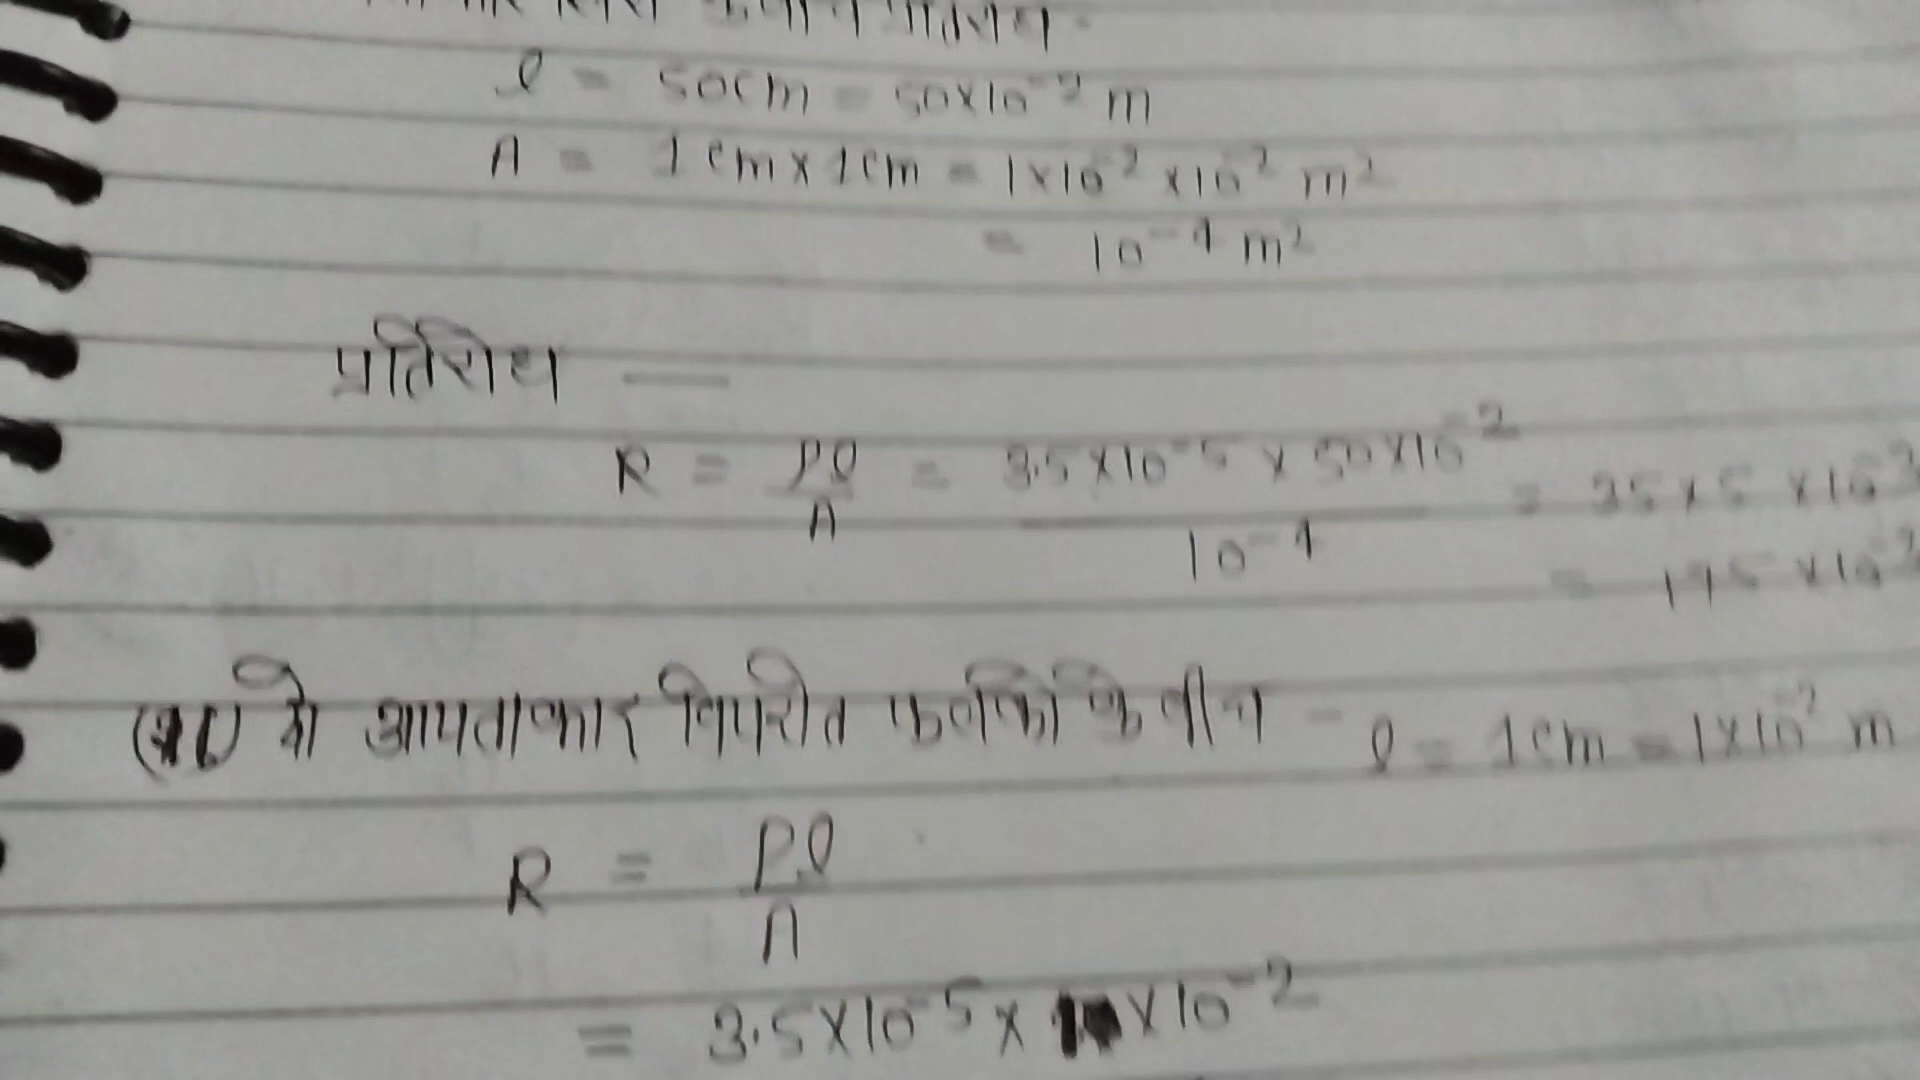 l = 50cm = 50×10⁻² m
A = 1cm × 1cm = 1×10⁻² × 10⁻² m²
= 10⁻⁴ m²
प्रतिरोध —
R = ρl/A = 3.5×10⁻⁵ × 50×10⁻² / 10⁻⁴ = 35×5 ×10⁻³
= 175 ×10⁻³
(ii) दो आयताकार विपरीत फलकों के बीच - l = 1cm = 1×10⁻² m
R = ρl/A
= 3.5×10⁻⁵ × 1 × 10⁻²